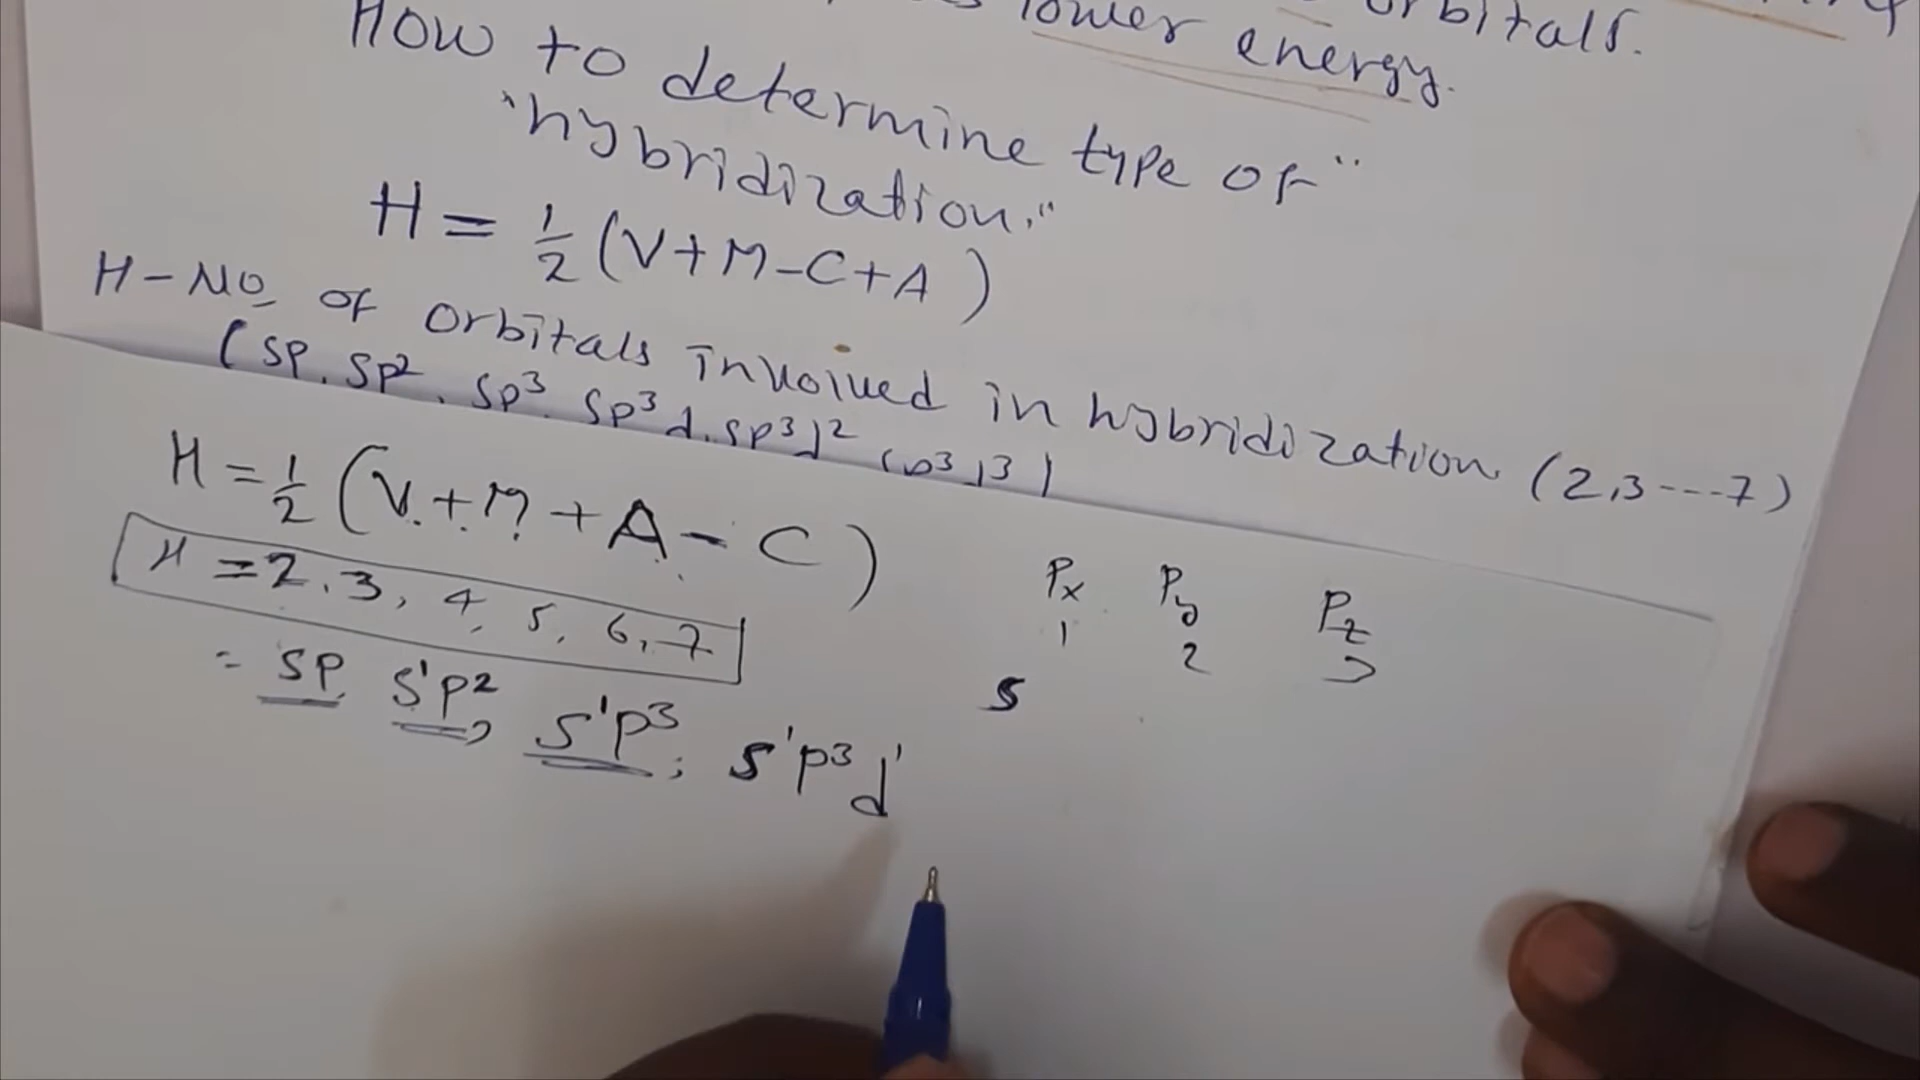 lower orbitals.
energy.
How to determine type of"
"hybridization."
H = 1/2 (V+M-C+A)
H - No of orbitals involved in hybridization (2,3---7)
(sp, sp², sp³, sp³d, sp³d²
H = 1/2 (V+M+A-C)
H = 2, 3, 4, 5, 6, 7
= sp s'p², s'p³; s'p³d'
Px Py Pz
1 2
s